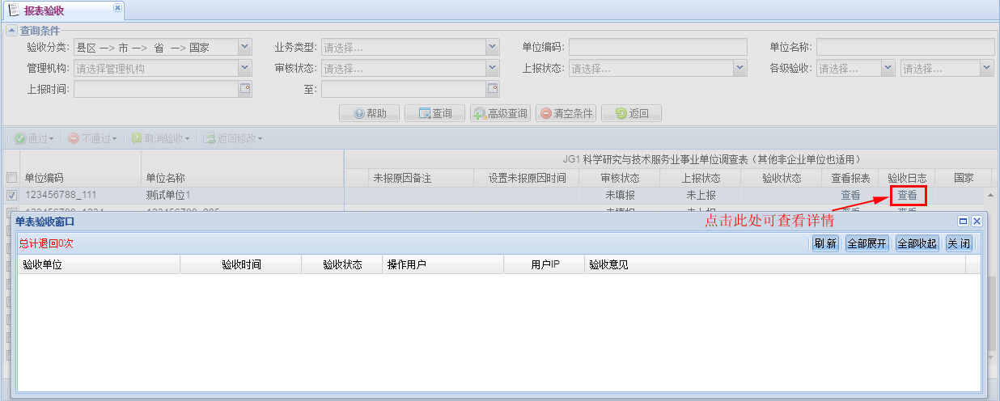 报表验收
查询条件
验收分类: 县区 —> 市 —> 省 —> 国家 业务类型: 请选择... 单位编码: 单位名称:
管理机构: 请选择管理机构 审核状态: 请选择... 上报状态: 请选择... 各级验收: 请选择... 请选择...
上报时间: 至:
帮助 查询 高级查询 清空条件 返回
通过 不通过 取消验收 返回修改
JG1 科学研究与技术服务业事业单位调查表（其他非企业单位也适用）
单位编码 单位名称 未报原因备注 设置未报原因时间 审核状态 上报状态 验收状态 查看报表 验收日志 国家
123456788_111 测试单位1 未填报 未上报 查看 查看
点击此处可查看详情
单表验收窗口
总计退回0次 刷 新 全部展开 全部收起 关 闭
验收单位 验收时间 验收状态 操作用户 用户IP 验收意见